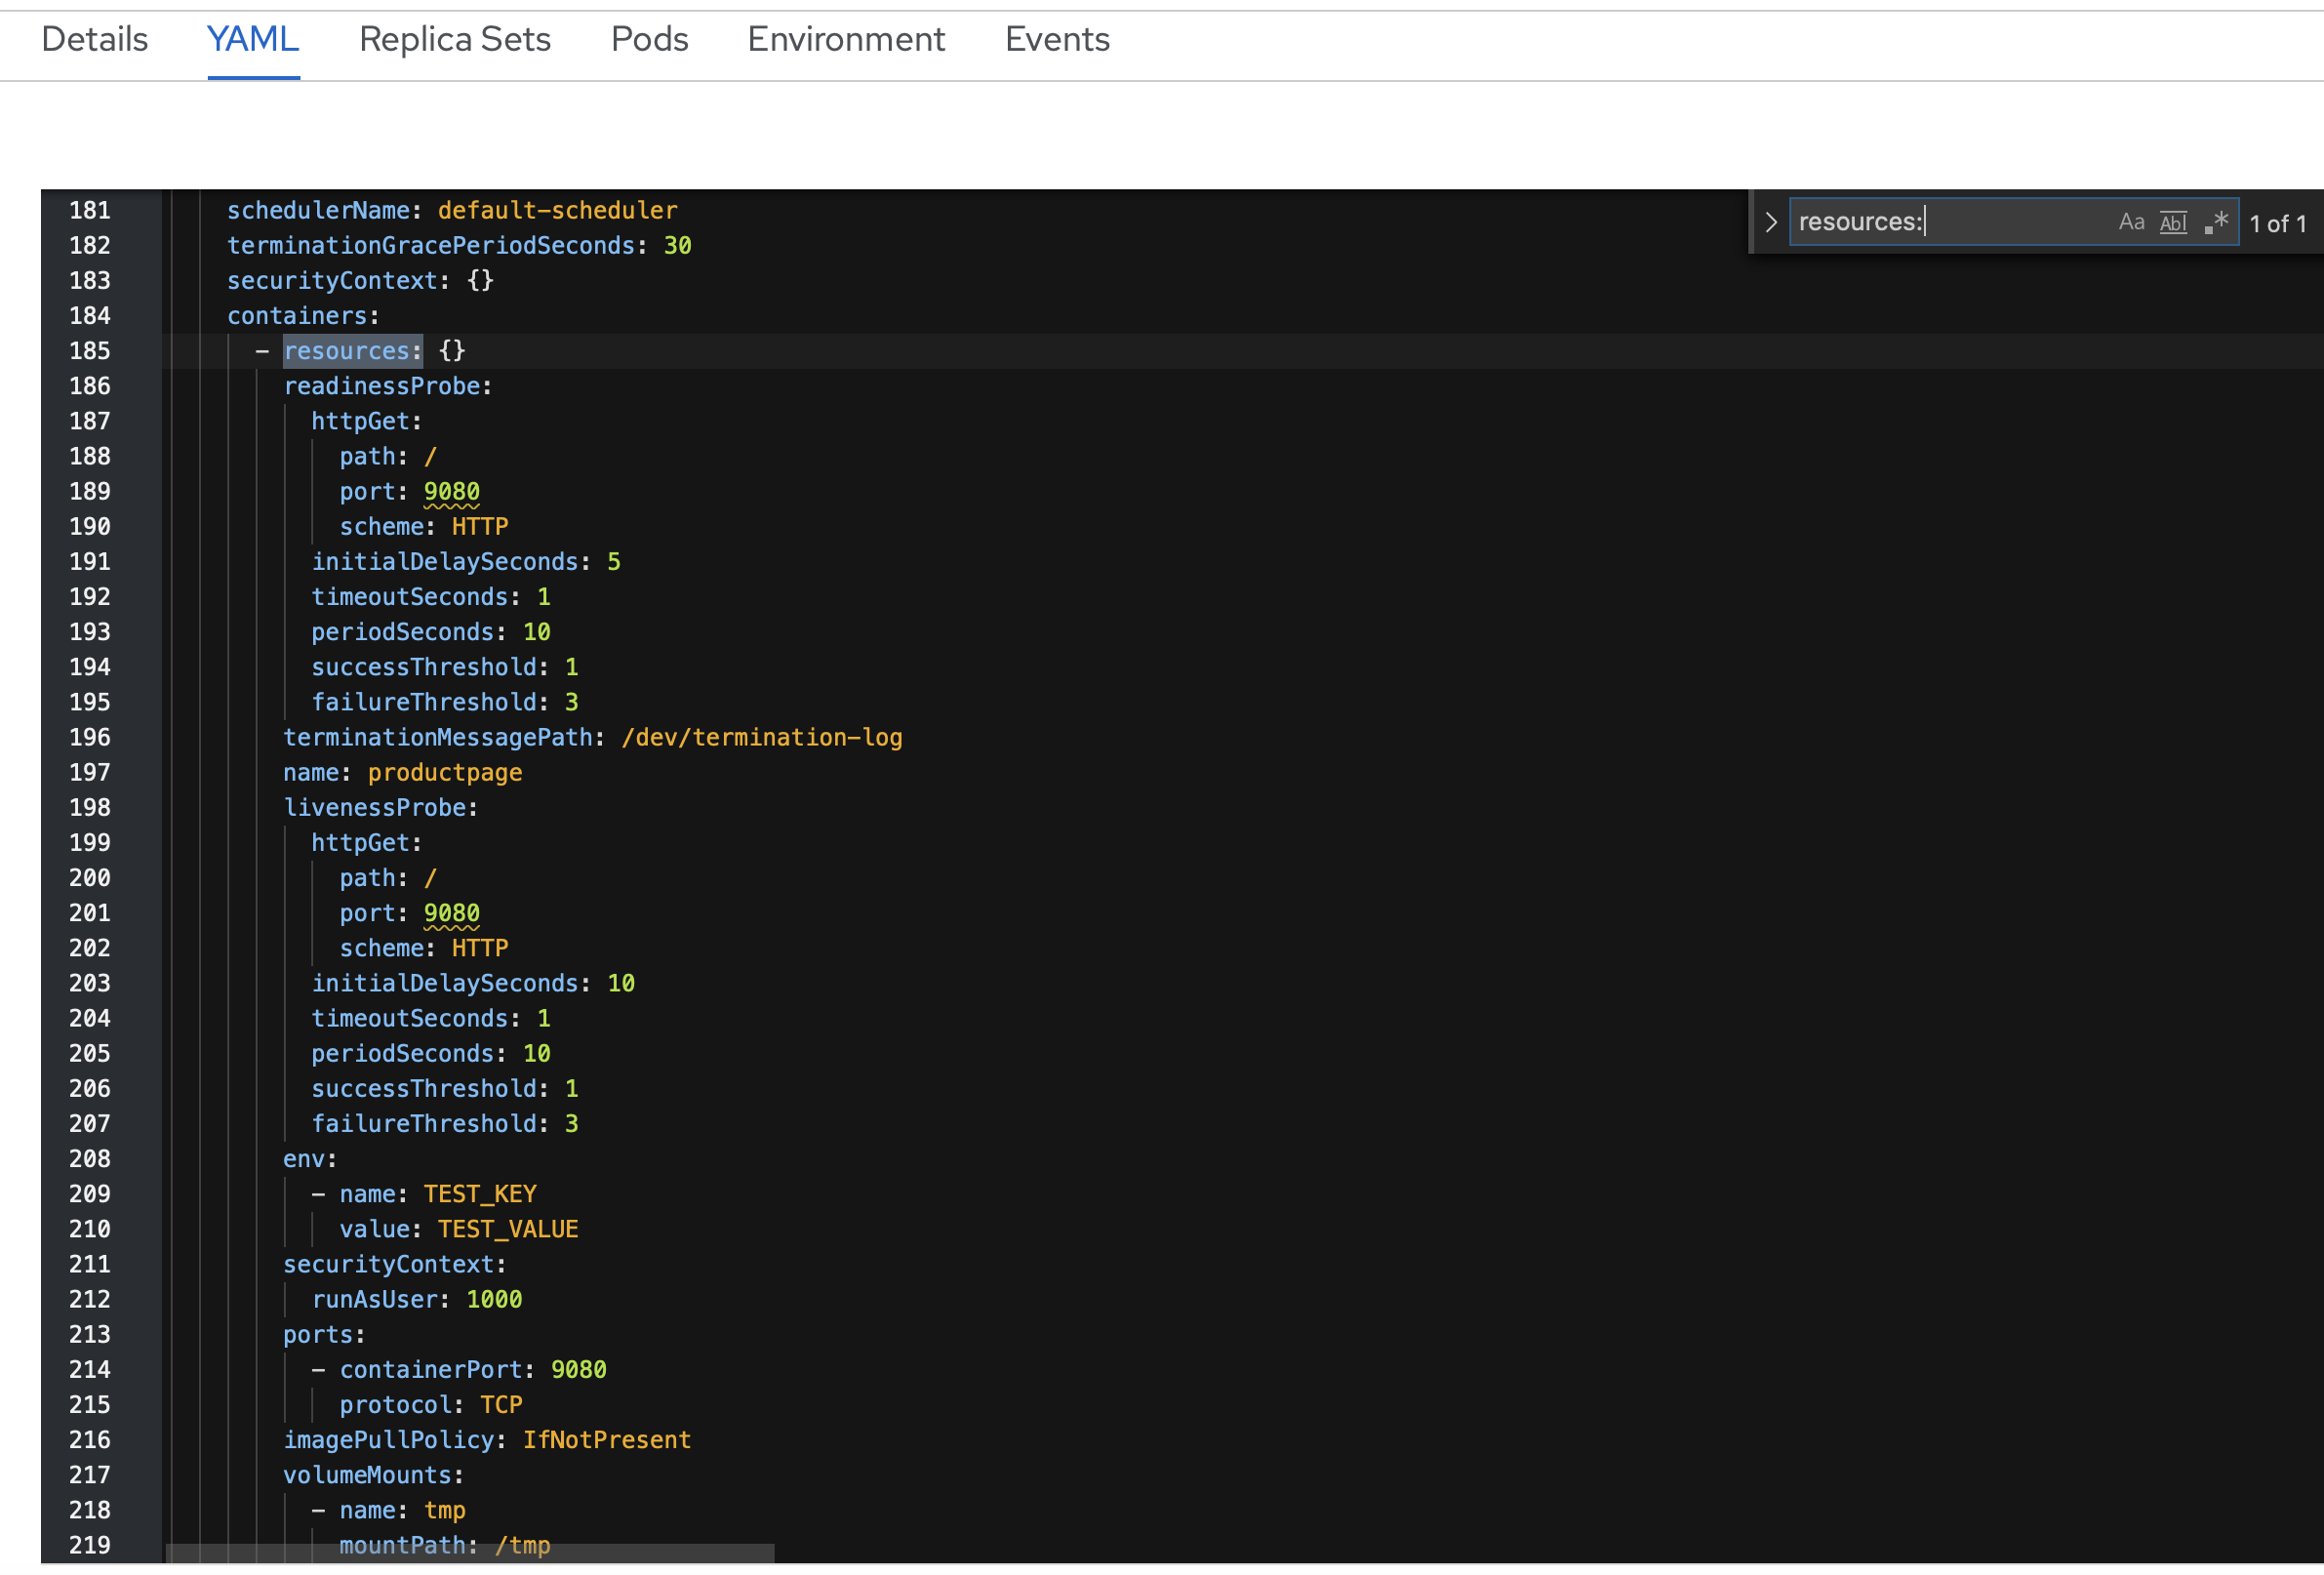 Details YAML Replica Sets Pods Environment Events
resources: Aa Abl .* 1 of 1
181 schedulerName: default-scheduler
182 terminationGracePeriodSeconds: 30
183 securityContext: {}
184 containers:
185 - resources: {}
186 readinessProbe:
187 httpGet:
188 path: /
189 port: 9080
190 scheme: HTTP
191 initialDelaySeconds: 5
192 timeoutSeconds: 1
193 periodSeconds: 10
194 successThreshold: 1
195 failureThreshold: 3
196 terminationMessagePath: /dev/termination-log
197 name: productpage
198 livenessProbe:
199 httpGet:
200 path: /
201 port: 9080
202 scheme: HTTP
203 initialDelaySeconds: 10
204 timeoutSeconds: 1
205 periodSeconds: 10
206 successThreshold: 1
207 failureThreshold: 3
208 env:
209 - name: TEST_KEY
210 value: TEST_VALUE
211 securityContext:
212 runAsUser: 1000
213 ports:
214 - containerPort: 9080
215 protocol: TCP
216 imagePullPolicy: IfNotPresent
217 volumeMounts:
218 - name: tmp
219 mountPath: /tmp